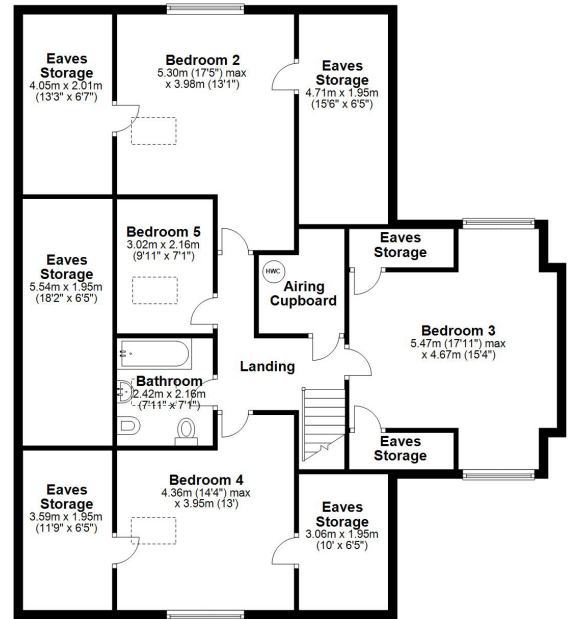 Eaves
Storage
4.05m x 2.01m
(13'3" x 6'7")
Bedroom 2
5.30m (17'5") max
x 3.98m (13'1")
Eaves
Storage
4.71m x 1.95m
(15'6" x 6'5")
Eaves
Storage
5.54m x 1.95m
(18'2" x 6'5")
Bedroom 5
3.02m x 2.16m
(9'11" x 7'1")
HWC
Airing
Cupboard
Eaves
Storage
Bedroom 3
5.47m (17'11") max
x 4.67m (15'4")
Landing
Bathroom
2.42m x 2.16m
(7'11" x 7'1")
Eaves
Storage
Bedroom 4
4.36m (14'4") max
x 3.95m (13')
Eaves
Storage
3.59m x 1.95m
(11'9" x 6'5")
Eaves
Storage
3.06m x 1.95m
(10' x 6'5")